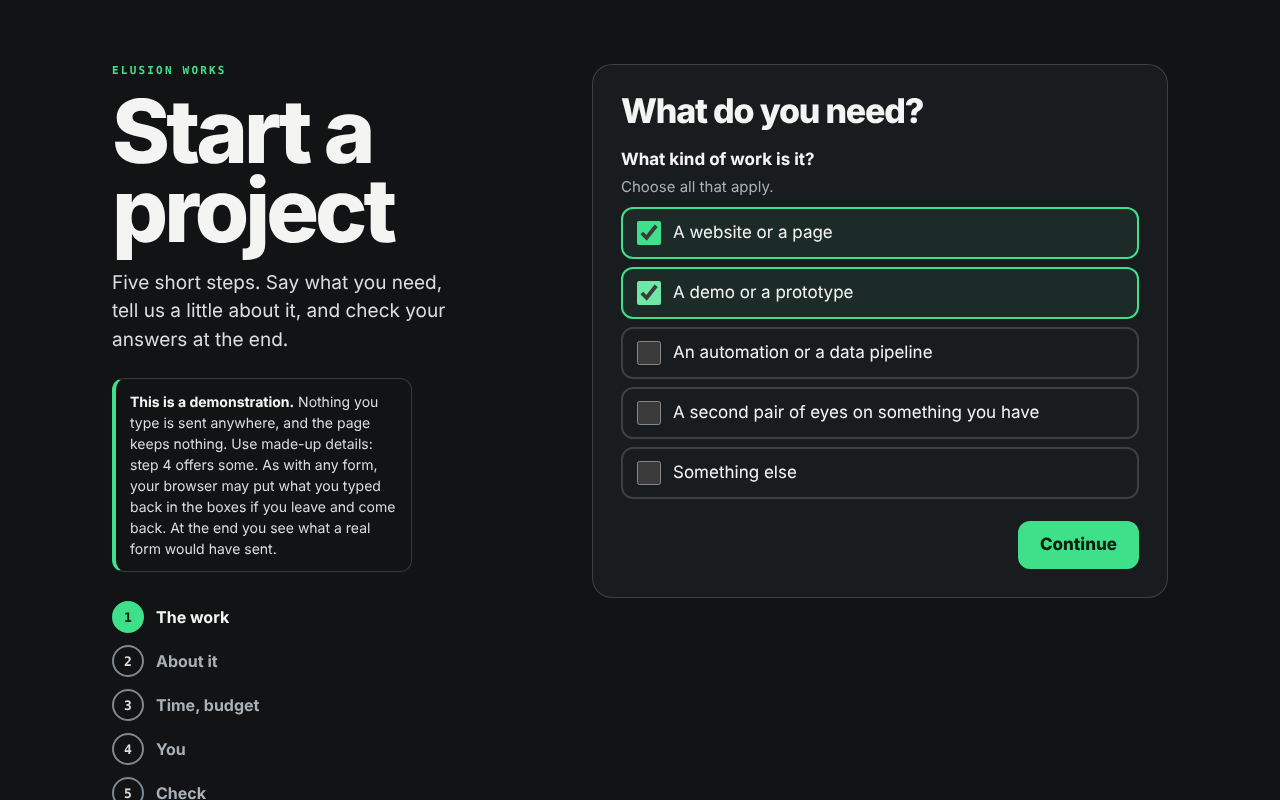 ELUSION WORKS
Start a
project
Five short steps. Say what you need,
tell us a little about it, and check your
answers at the end.
This is a demonstration. Nothing you
type is sent anywhere, and the page
keeps nothing. Use made-up details:
step 4 offers some. As with any form,
your browser may put what you typed
back in the boxes if you leave and come
back. At the end you see what a real
form would have sent.
1 The work
2 About it
3 Time, budget
4 You
5 Check
What do you need?
What kind of work is it?
Choose all that apply.
A website or a page
A demo or a prototype
An automation or a data pipeline
A second pair of eyes on something you have
Something else
Continue